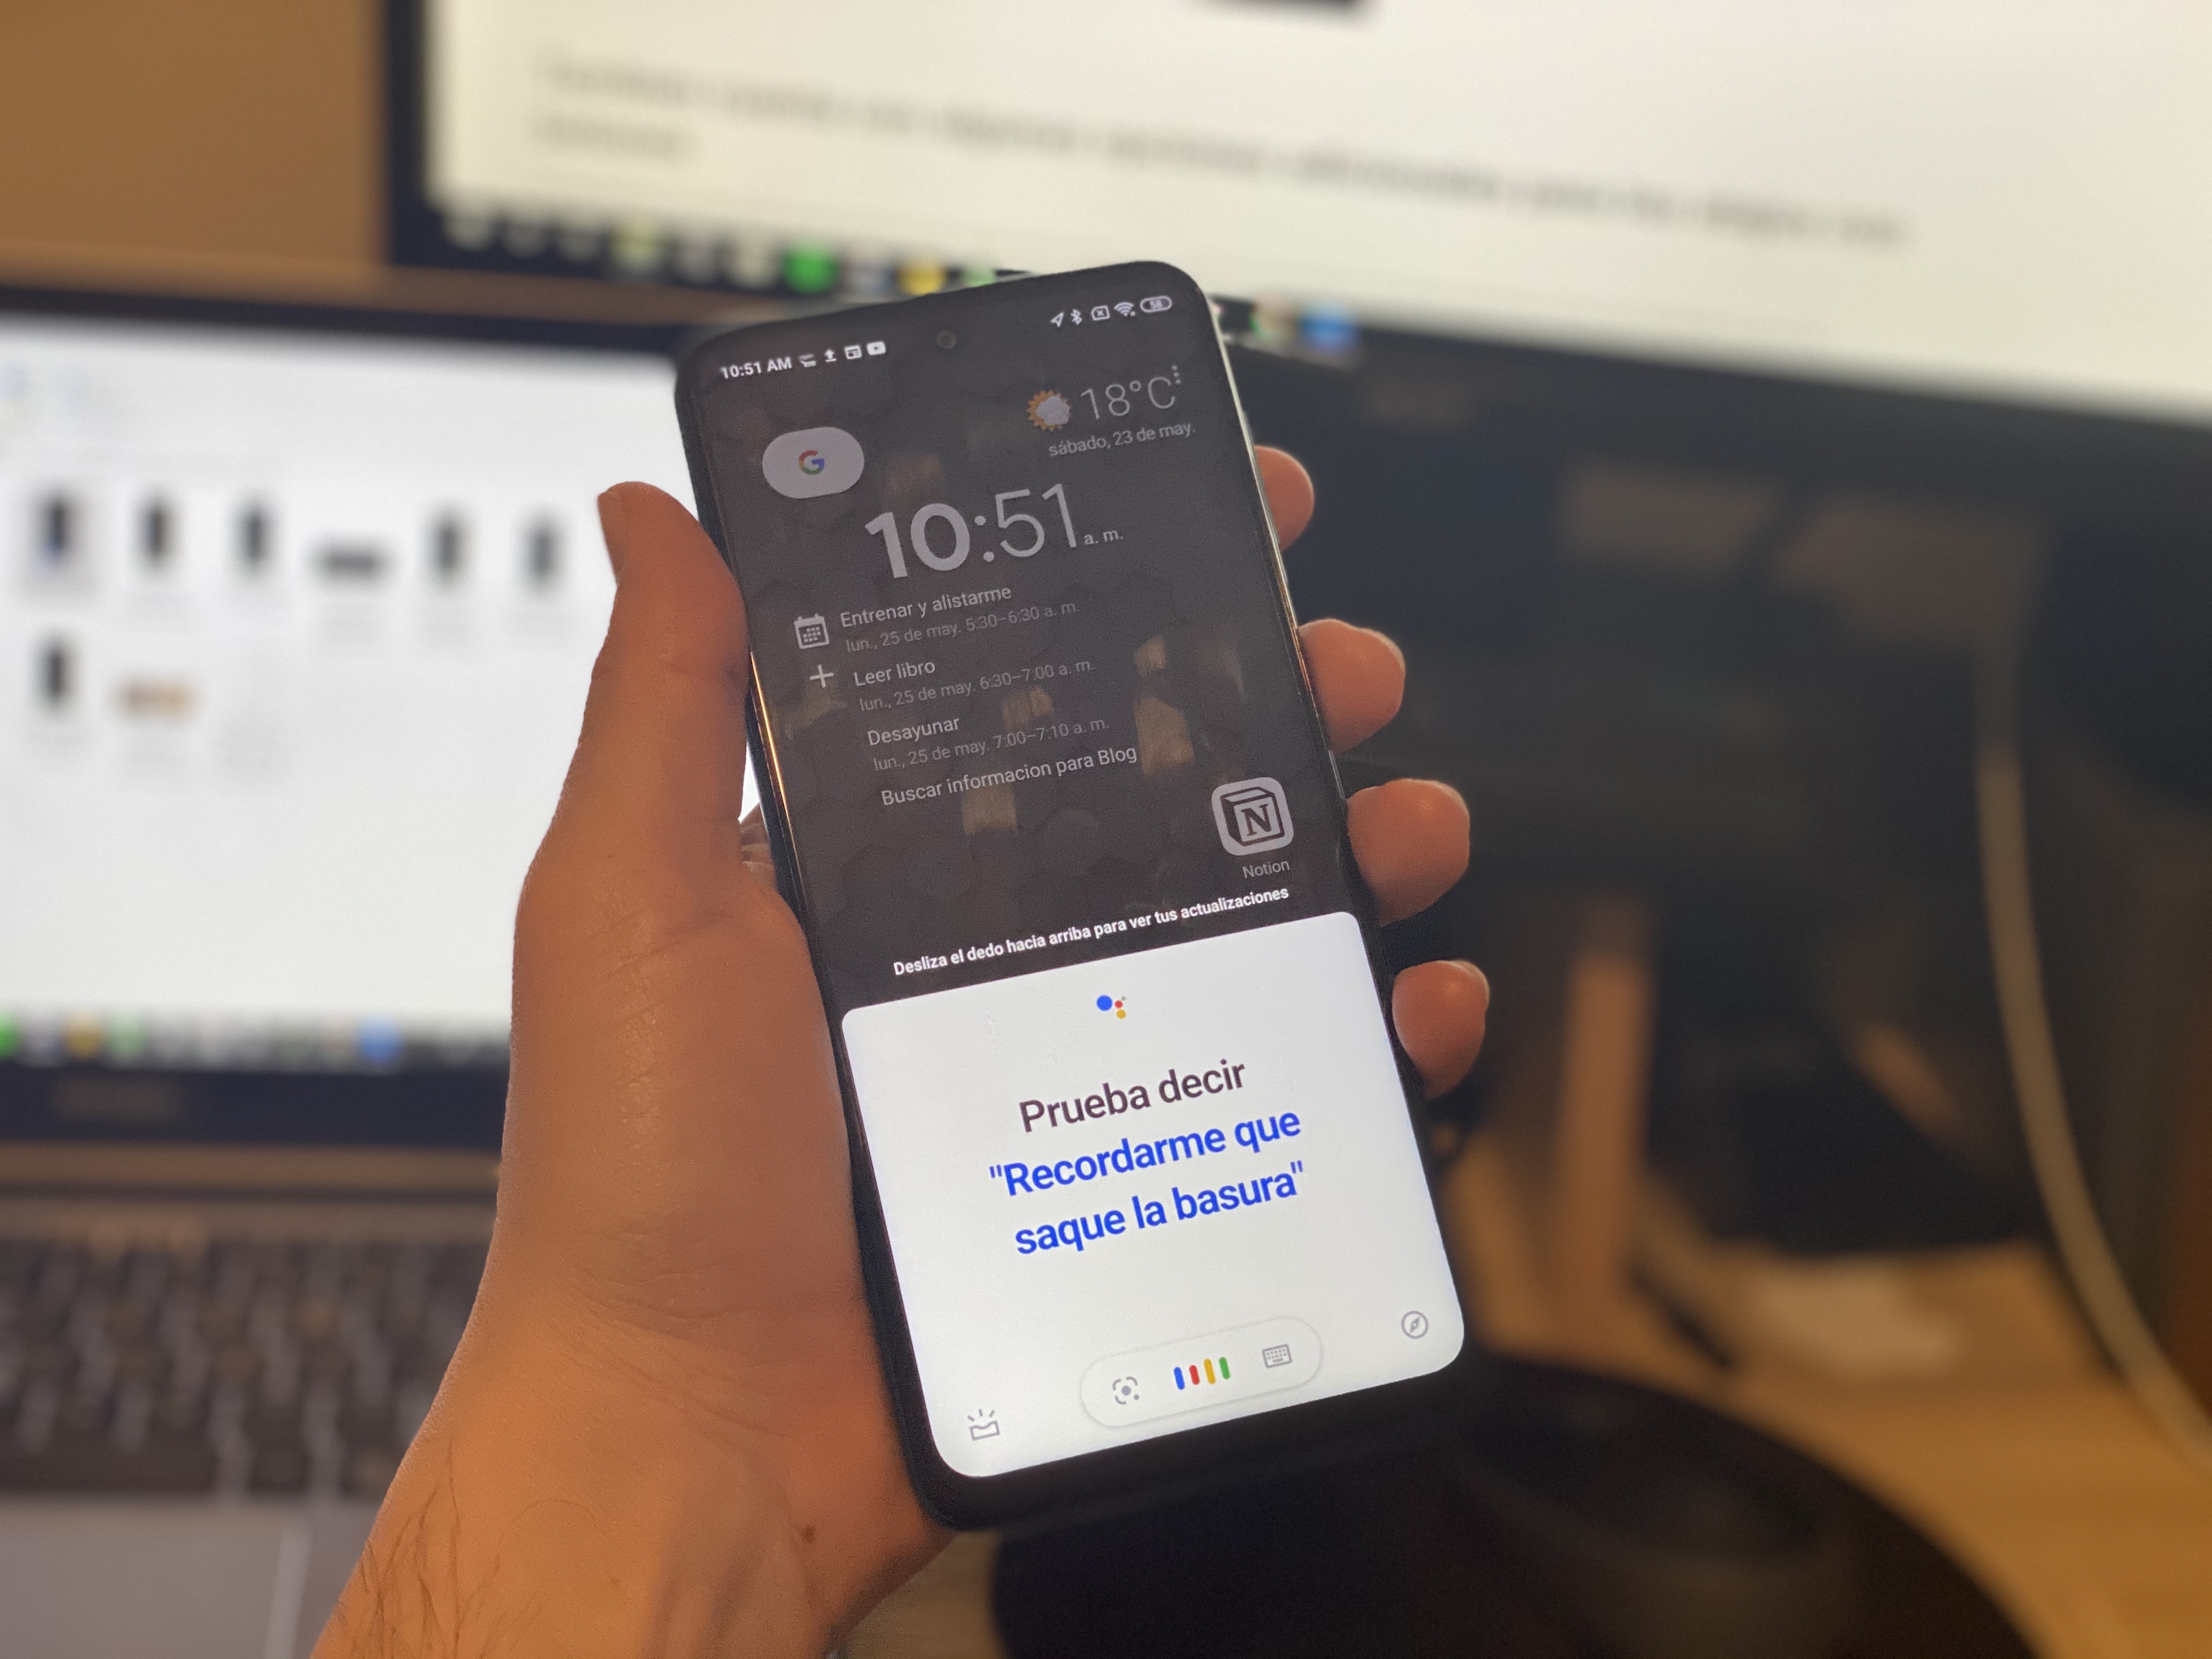 10:51 AM
58
18°C
sábado, 23 de may.
G
10:51 a. m.
Entrenar y alistarme
lun., 25 de may. 5:30–6:30 a. m.
Leer libro
lun., 25 de may. 6:30–7:00 a. m.
Desayunar
lun., 25 de may. 7:00–7:10 a. m.
Buscar informacion para Blog
N
Notion
Desliza el dedo hacia arriba para ver tus actualizaciones
Prueba decir
"Recordarme que
saque la basura"